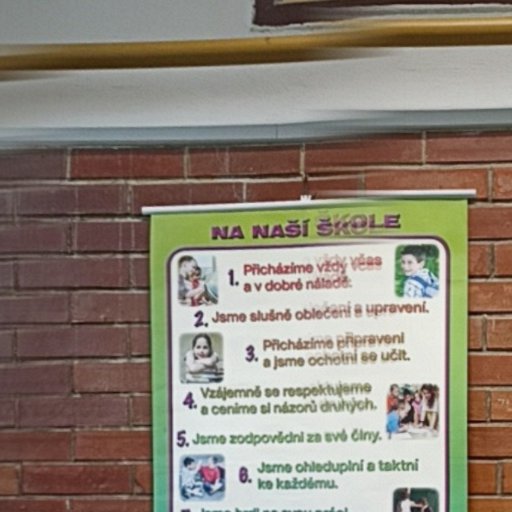 NA NAŠÍ ŠKOLE
1. Přicházíme vždy včas
a v dobré náladě.
2. Jsme slušně oblečení a upravení.
3. Přicházíme připravení
a jsme ochotni se učit.
4. Vzájemně se respektujeme
a ceníme si názorů druhých.
5. Jsme zodpovědní za své činy.
6. Jsme ohleduplní a taktní
ke každému.